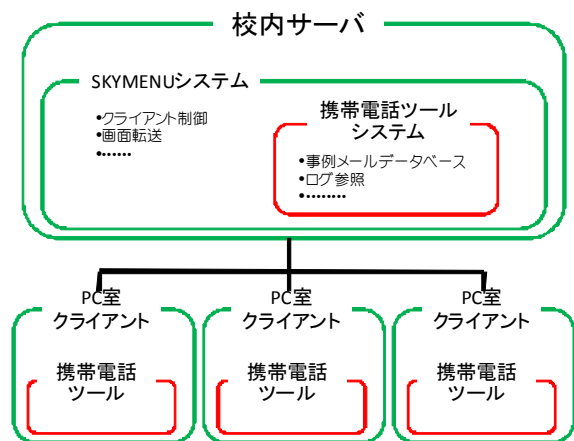 校内サーバ
SKYMENUシステム
•クライアント制御
•画面転送
•••••••
携帯電話ツール
システム
•事例メールデータベース
•ログ参照
•••••••••
PC室
クライアント
携帯電話
ツール
PC室
クライアント
携帯電話
ツール
PC室
クライアント
携帯電話
ツール